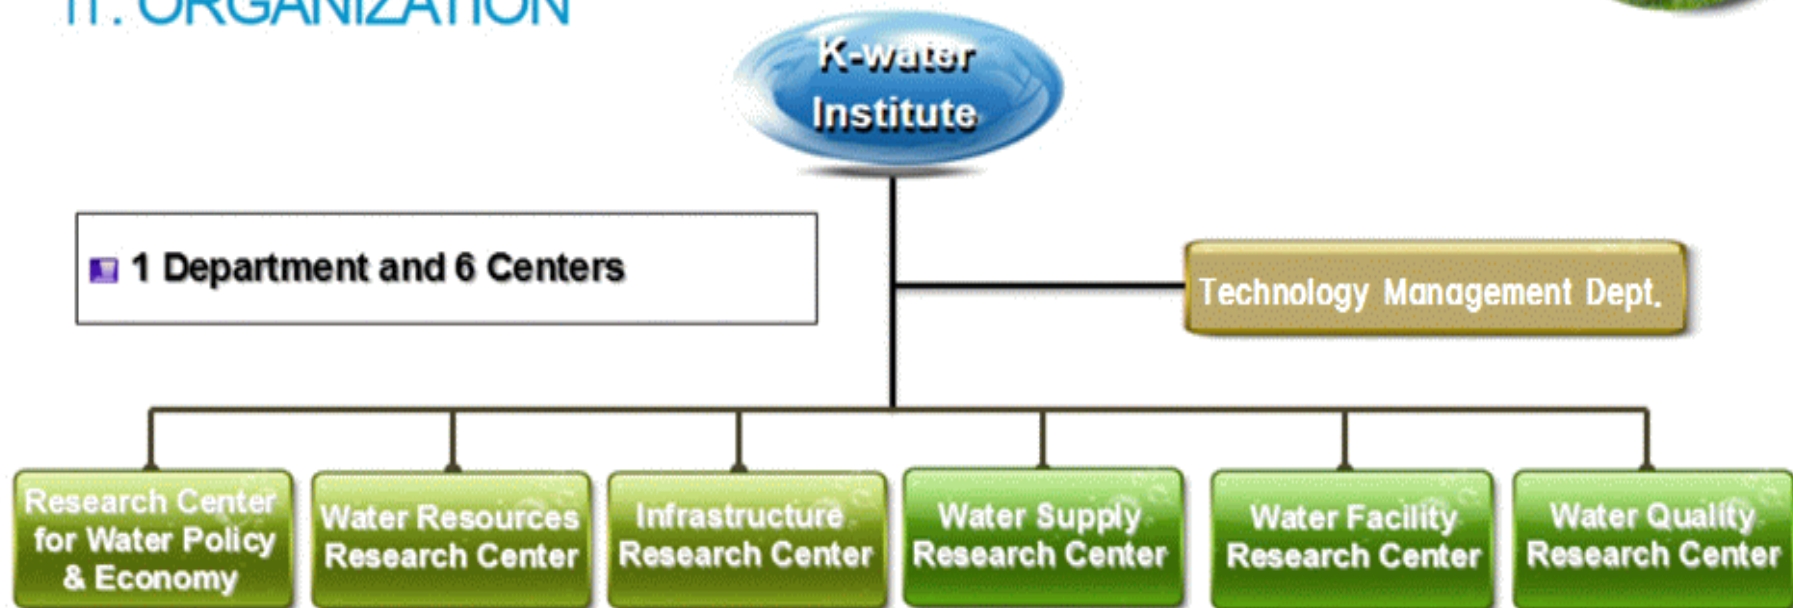 ORGANIZATION
K-water
Institute
1 Department and 6 Centers
Technology Management Dept.
Research Center
for Water Policy
& Economy
Water Resources
Research Center
Infrastructure
Research Center
Water Supply
Research Center
Water Facility
Research Center
Water Quality
Research Center